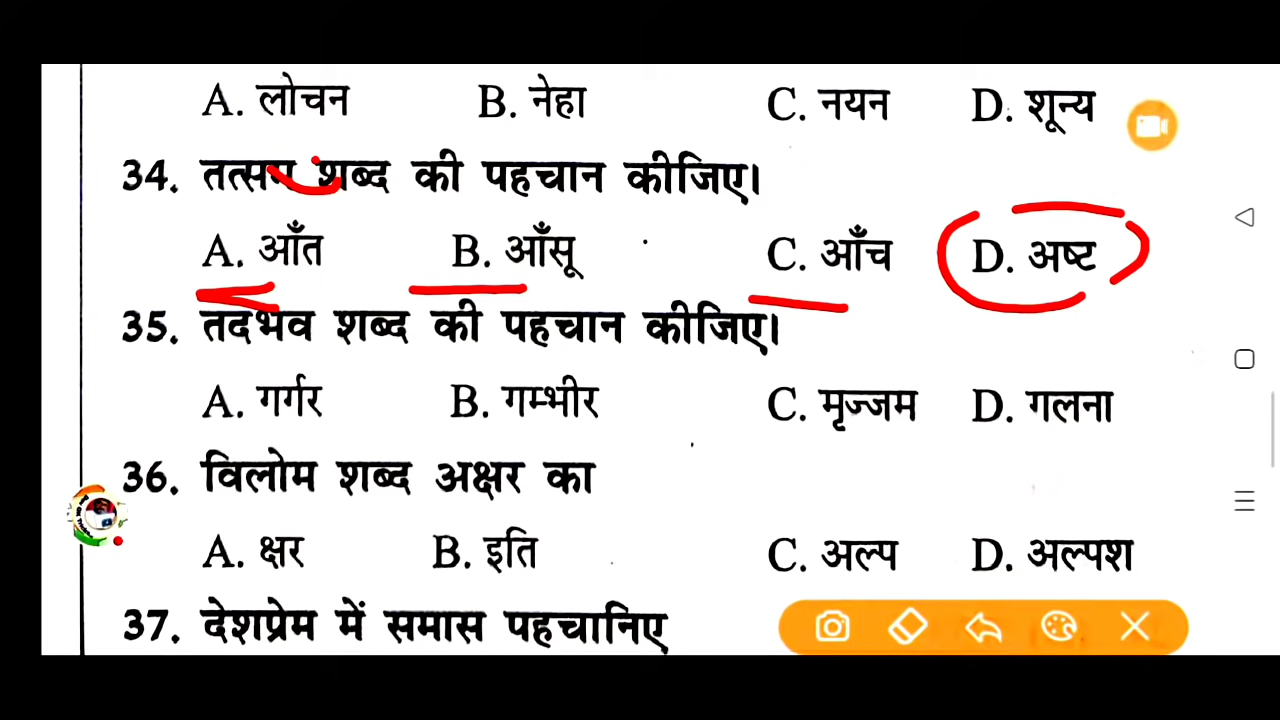 A. लोचन B. नेहा C. नयन D. शून्य
34. तत्सम शब्द की पहचान कीजिए।
A. आँत B. आँसू C. आँच D. अष्ट
35. तदभव शब्द की पहचान कीजिए।
A. गर्गर B. गम्भीर C. मृज्जम D. गलना
36. विलोम शब्द अक्षर का
A. क्षर B. इति C. अल्प D. अल्पश
37. देशप्रेम में समास पहचानिए